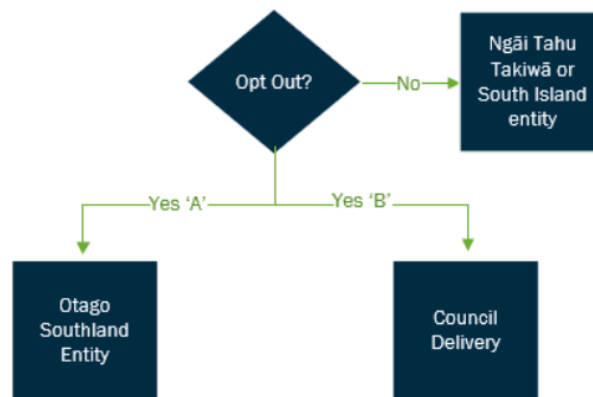 Opt Out?
No
Ngāi Tahu
Takiwā or
South Island
entity
Yes ‘A’
Yes ‘B’
Otago
Southland
Entity
Council
Delivery